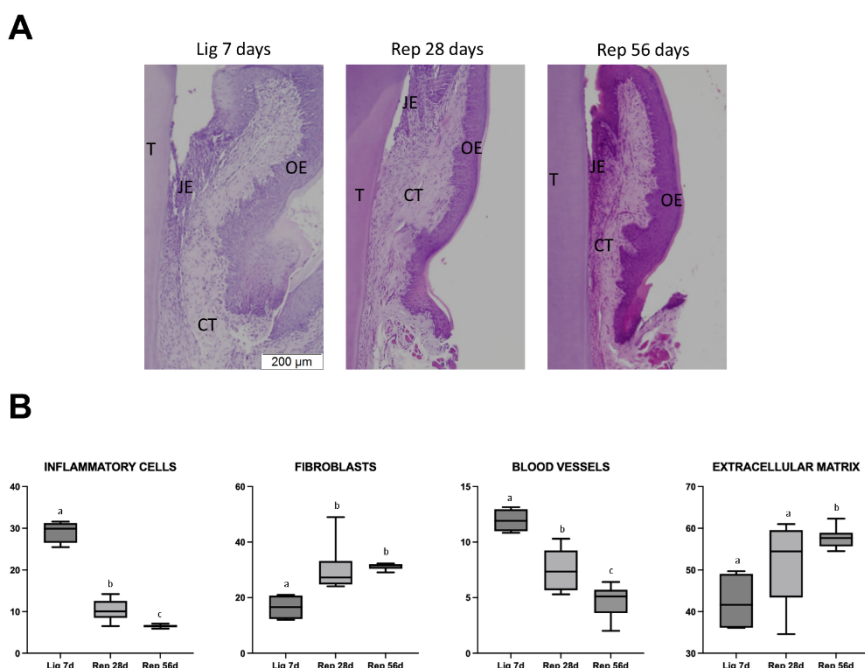 A
Lig 7 days Rep 28 days Rep 56 days
T JE OE CT 200 µm
T JE OE CT
T JE OE CT
B
INFLAMMATORY CELLS
40
30
20
10
0
a b c
Lig 7d Rep 28d Rep 56d
FIBROBLASTS
60
40
20
0
a b b
Lig 7d Rep 28d Rep 56d
BLOOD VESSELS
15
10
5
0
a b c
Lig 7d Rep 28d Rep 56d
EXTRACELLULAR MATRIX
70
60
50
40
30
a a b
Lig 7d Rep 28d Rep 56d